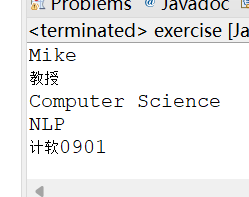 Problems @ Javadoc
<terminated> exercise [Ja
Mike
教授
Computer Science
NLP
计软0901